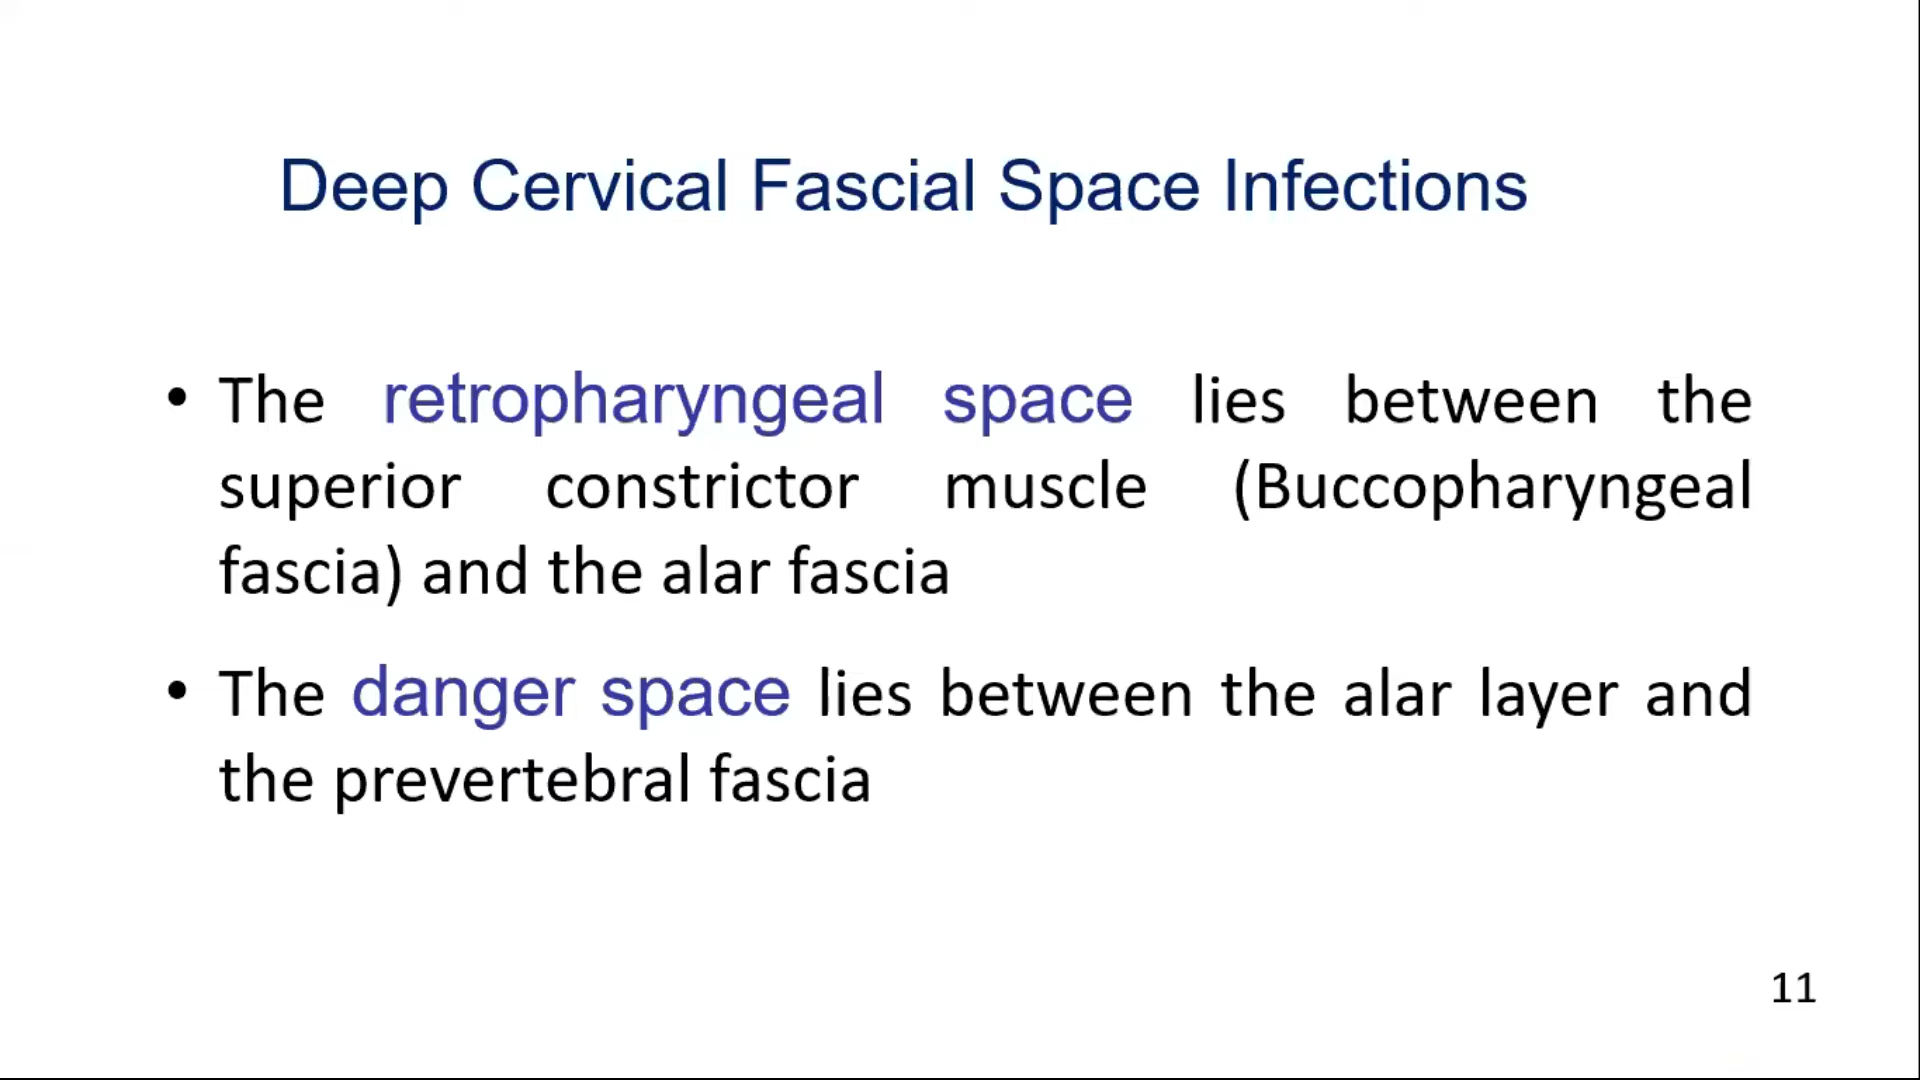 Deep Cervical Fascial Space Infections
• The retropharyngeal space lies between the
superior constrictor muscle (Buccopharyngeal
fascia) and the alar fascia
• The danger space lies between the alar layer and
the prevertebral fascia
11